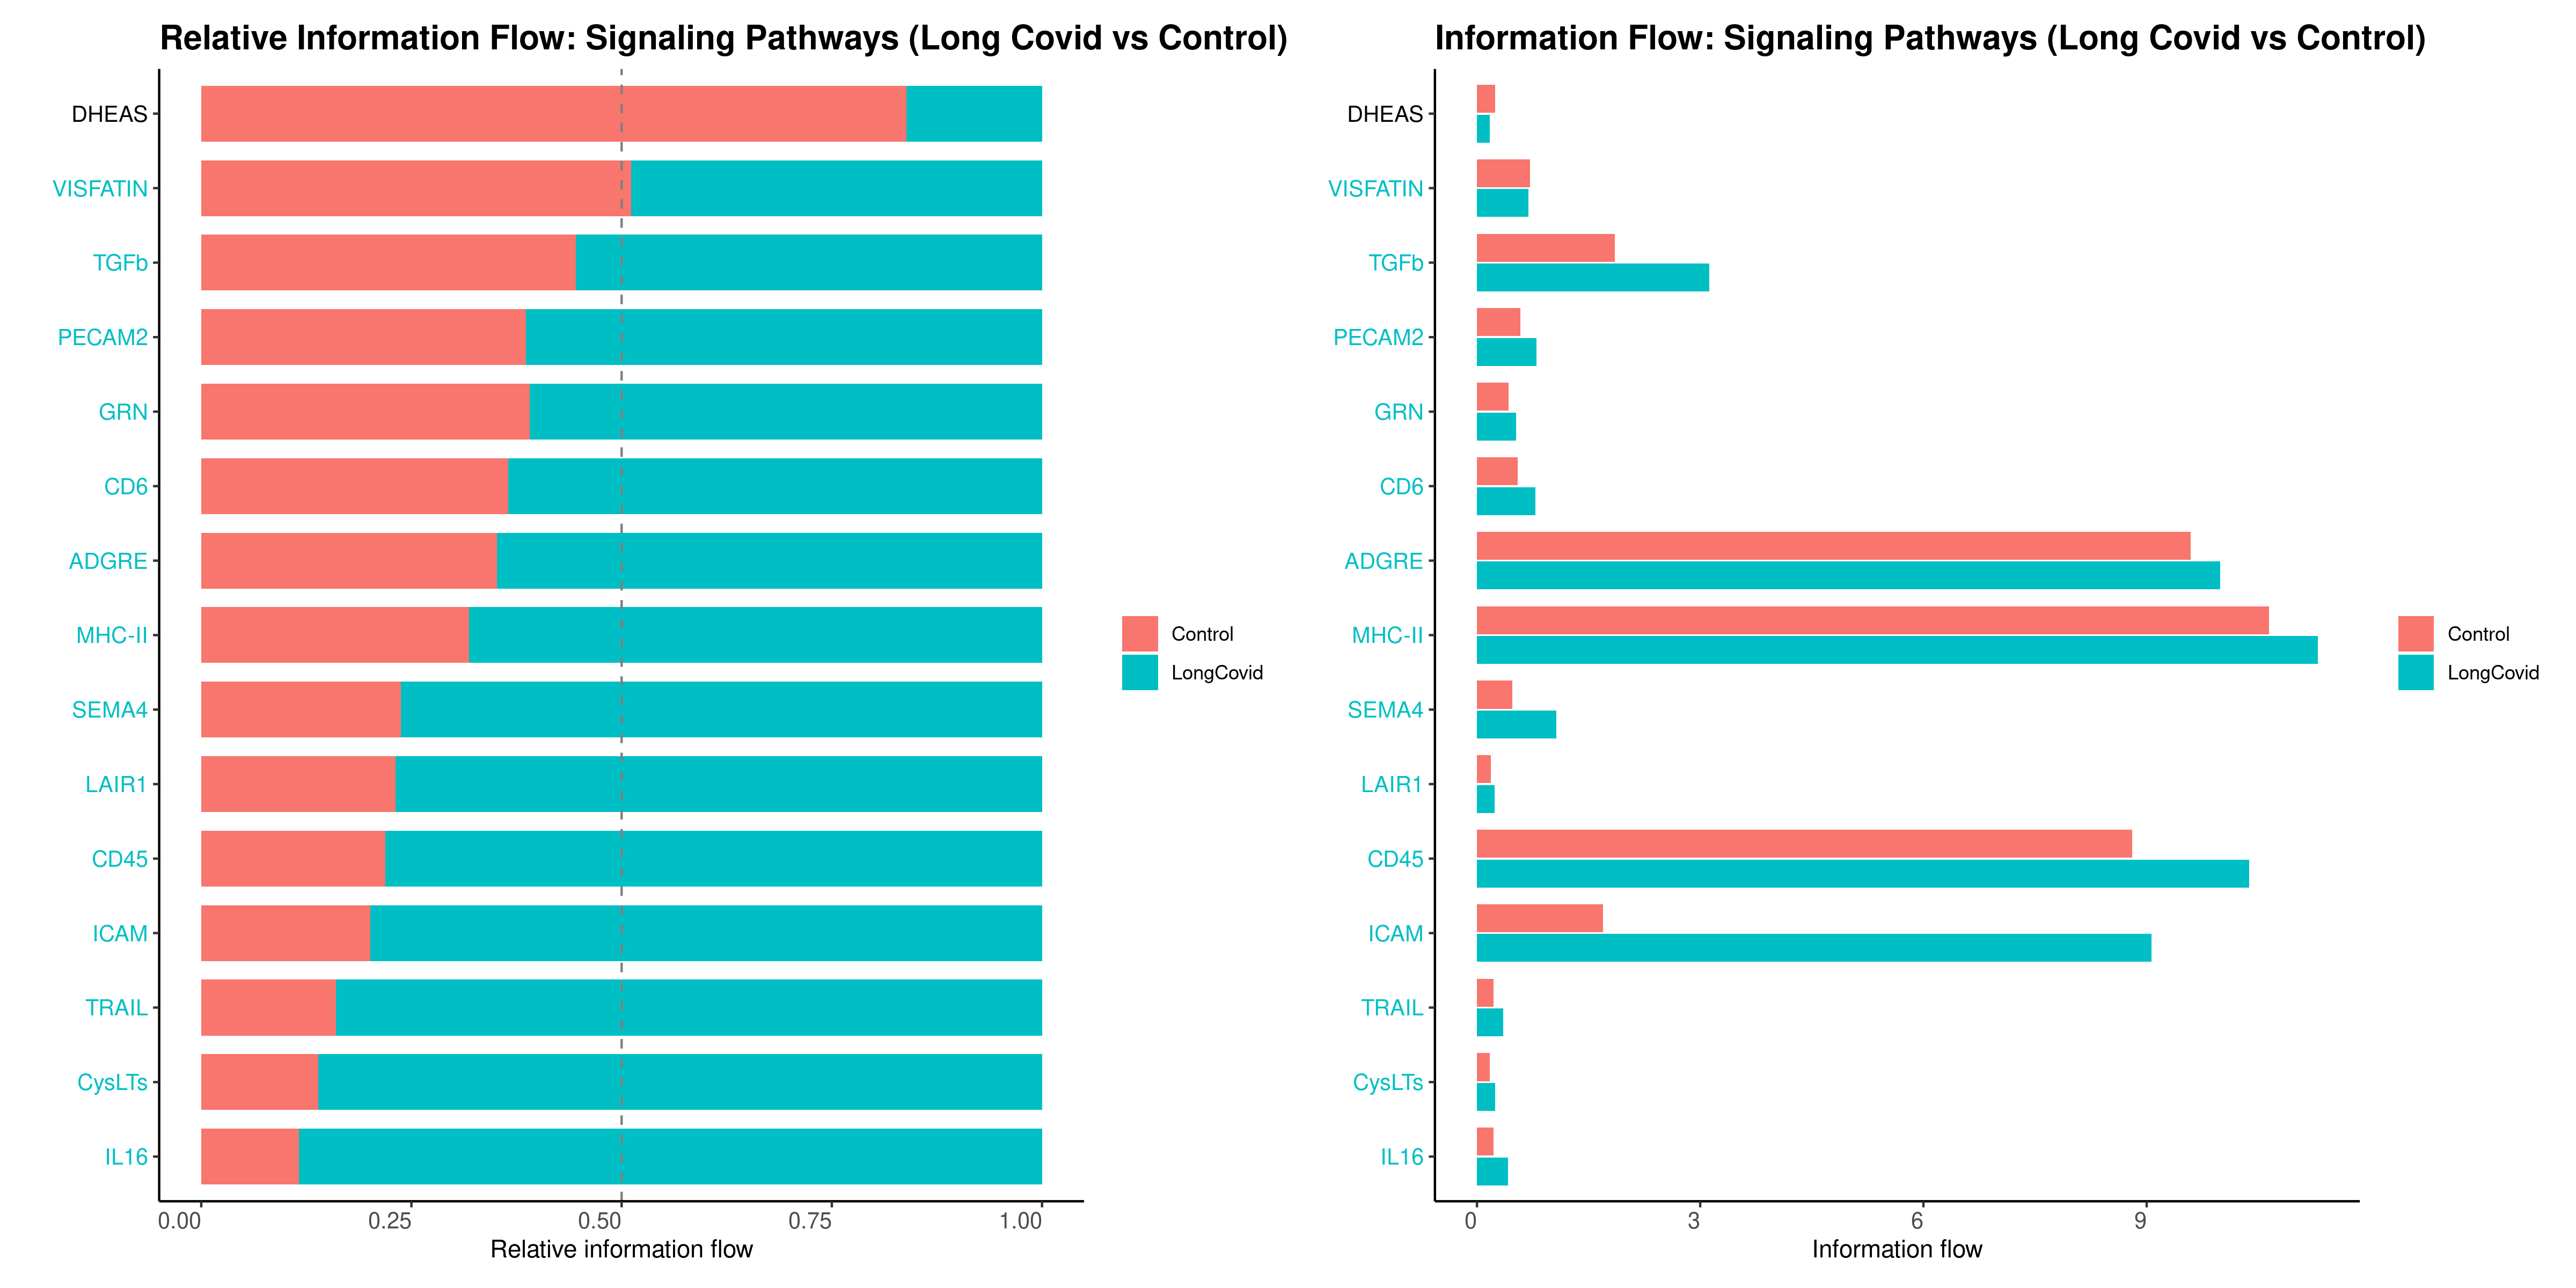 Relative Information Flow: Signaling Pathways (Long Covid vs Control)
DHEAS
VISFATIN
TGFb
PECAM2
GRN
CD6
ADGRE
MHC-II
SEMA4
LAIR1
CD45
ICAM
TRAIL
CysLTs
IL16
0.00 0.25 0.50 0.75 1.00
Relative information flow
Control
LongCovid
Information Flow: Signaling Pathways (Long Covid vs Control)
DHEAS
VISFATIN
TGFb
PECAM2
GRN
CD6
ADGRE
MHC-II
SEMA4
LAIR1
CD45
ICAM
TRAIL
CysLTs
IL16
0 3 6 9
Information flow
Control
LongCovid